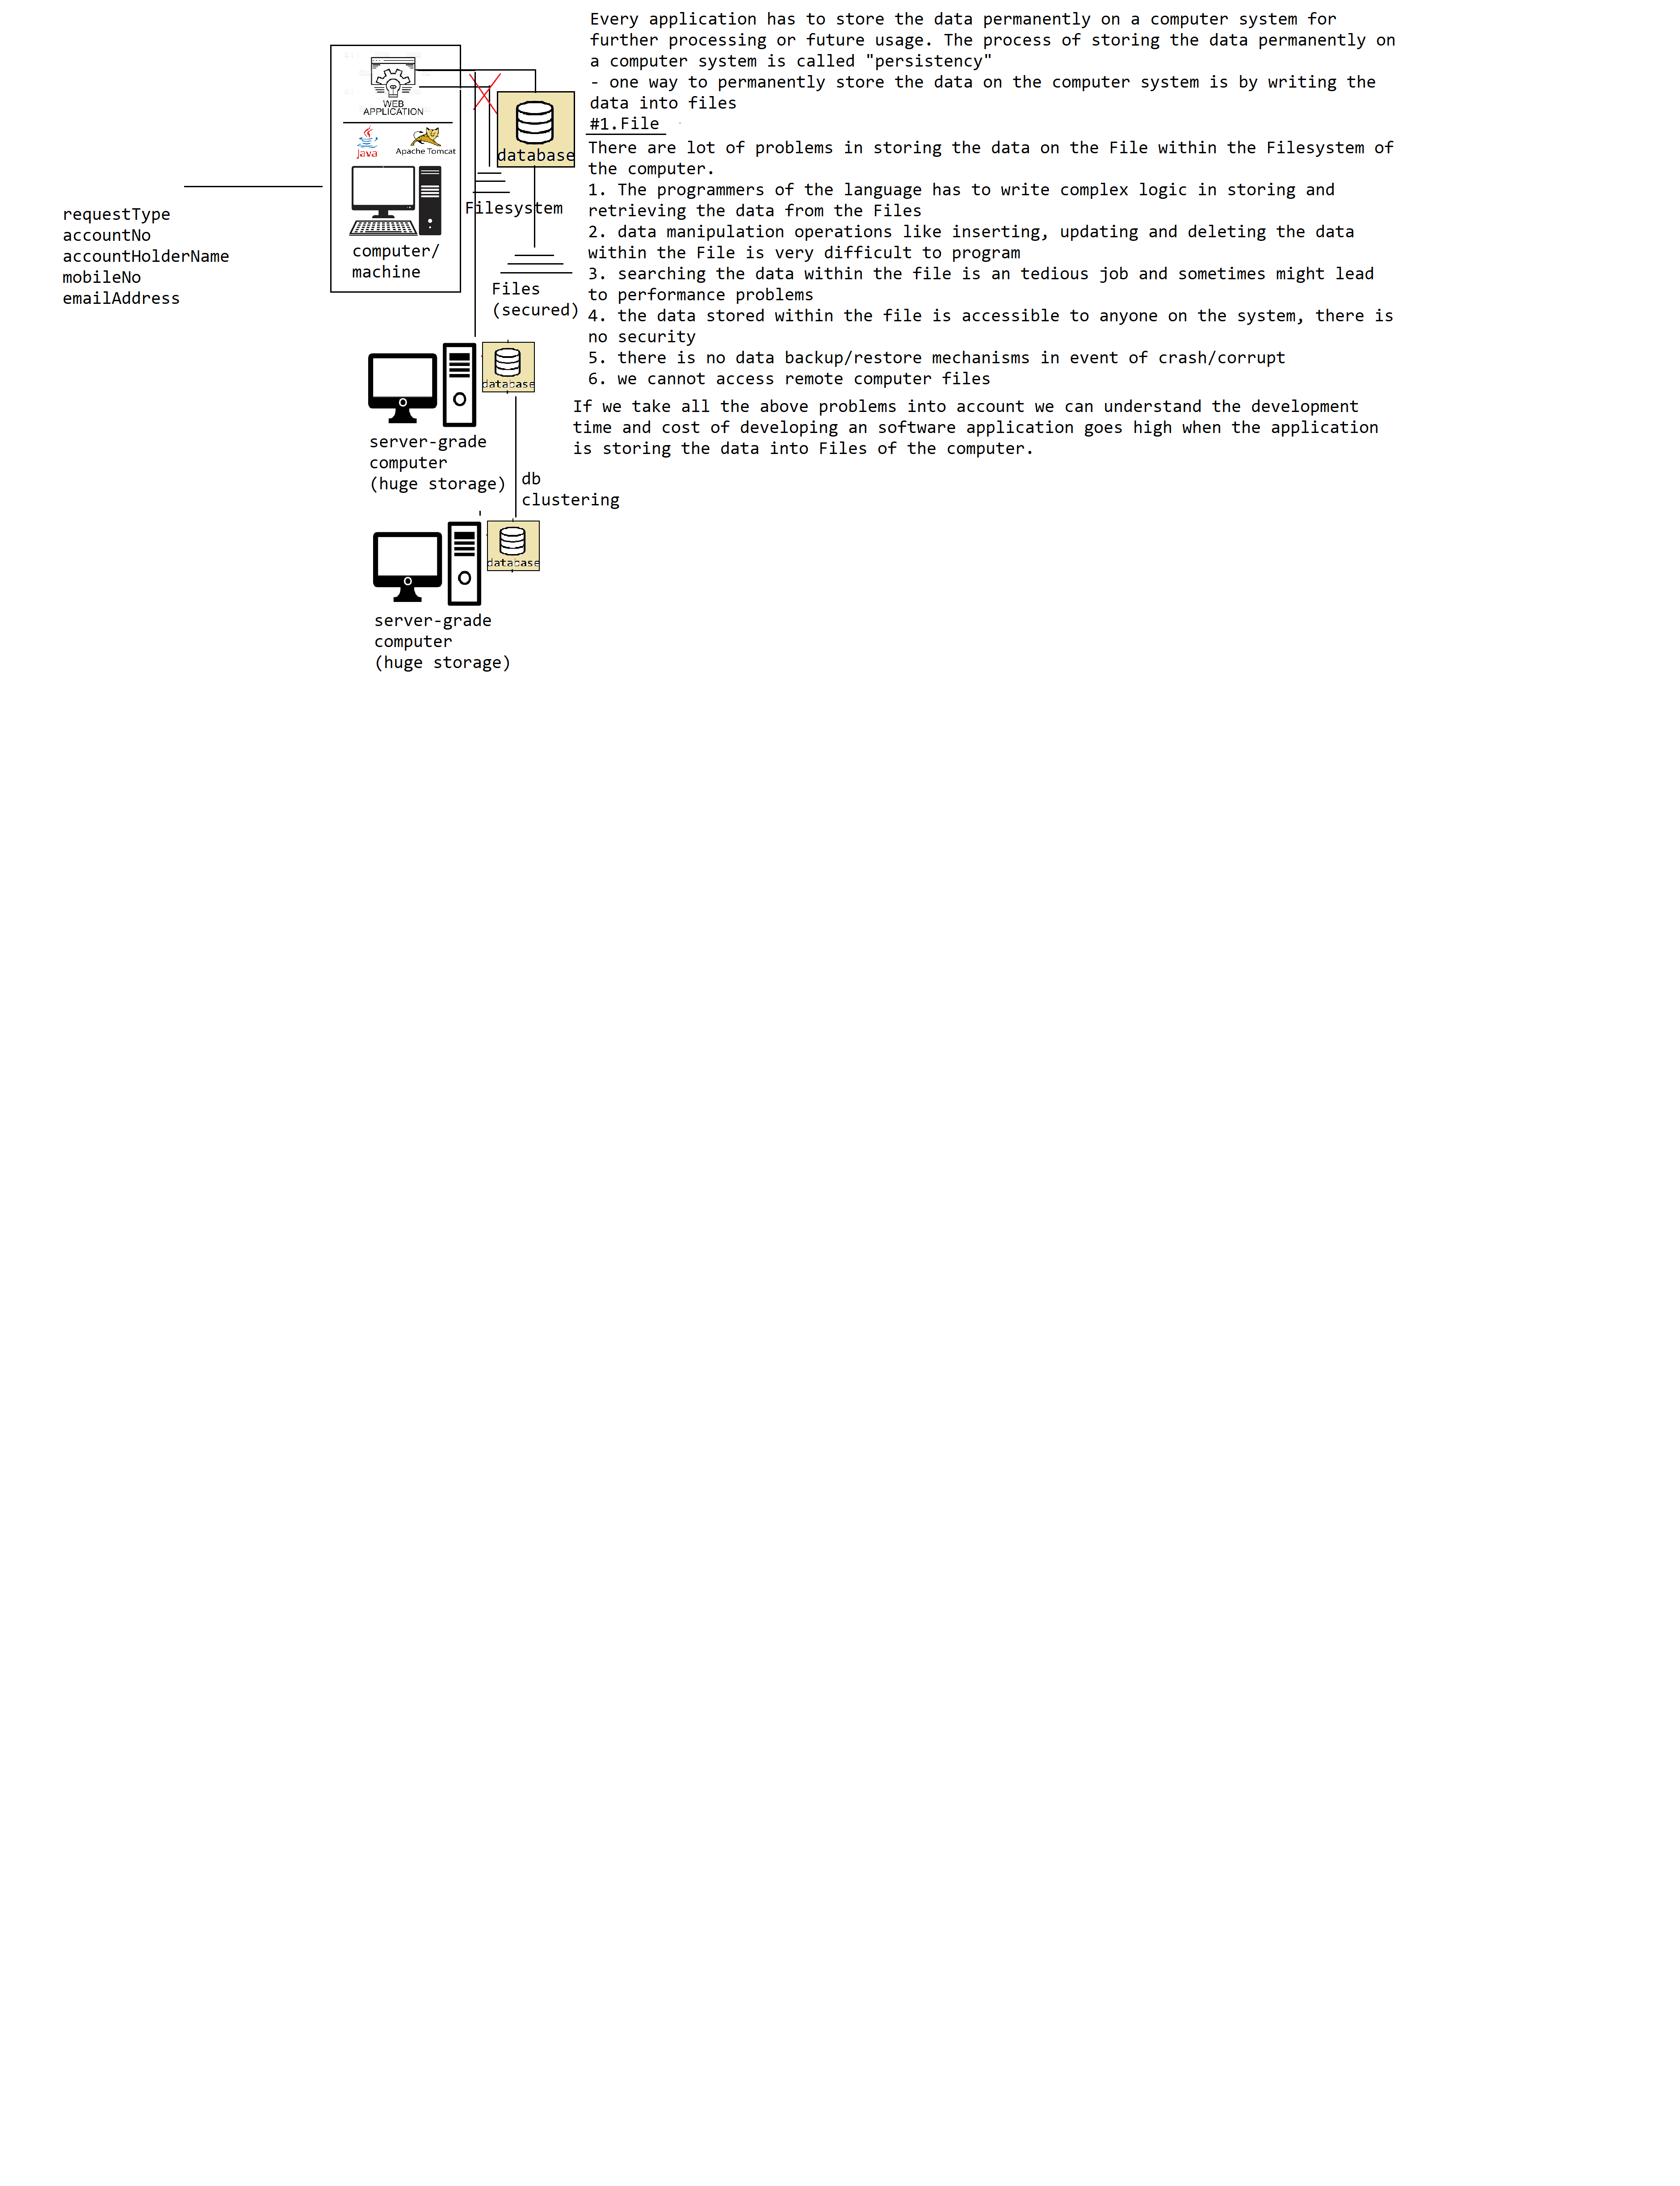 Every application has to store the data permanently on a computer system for
further processing or future usage. The process of storing the data permanently on
a computer system is called "persistency"
- one way to permanently store the data on the computer system is by writing the
data into files
#1.File
There are lot of problems in storing the data on the File within the Filesystem of
the computer.
1. The programmers of the language has to write complex logic in storing and
retrieving the data from the Files
2. data manipulation operations like inserting, updating and deleting the data
within the File is very difficult to program
3. searching the data within the file is an tedious job and sometimes might lead
to performance problems
4. the data stored within the file is accessible to anyone on the system, there is
no security
5. there is no data backup/restore mechanisms in event of crash/corrupt
6. we cannot access remote computer files
If we take all the above problems into account we can understand the development
time and cost of developing an software application goes high when the application
is storing the data into Files of the computer.
WEB
APPLICATION
Java
Apache Tomcat
computer/
machine
requestType
accountNo
accountHolderName
mobileNo
emailAddress
database
Filesystem
Files
(secured)
database
server-grade
computer
(huge storage)
db
clustering
database
server-grade
computer
(huge storage)